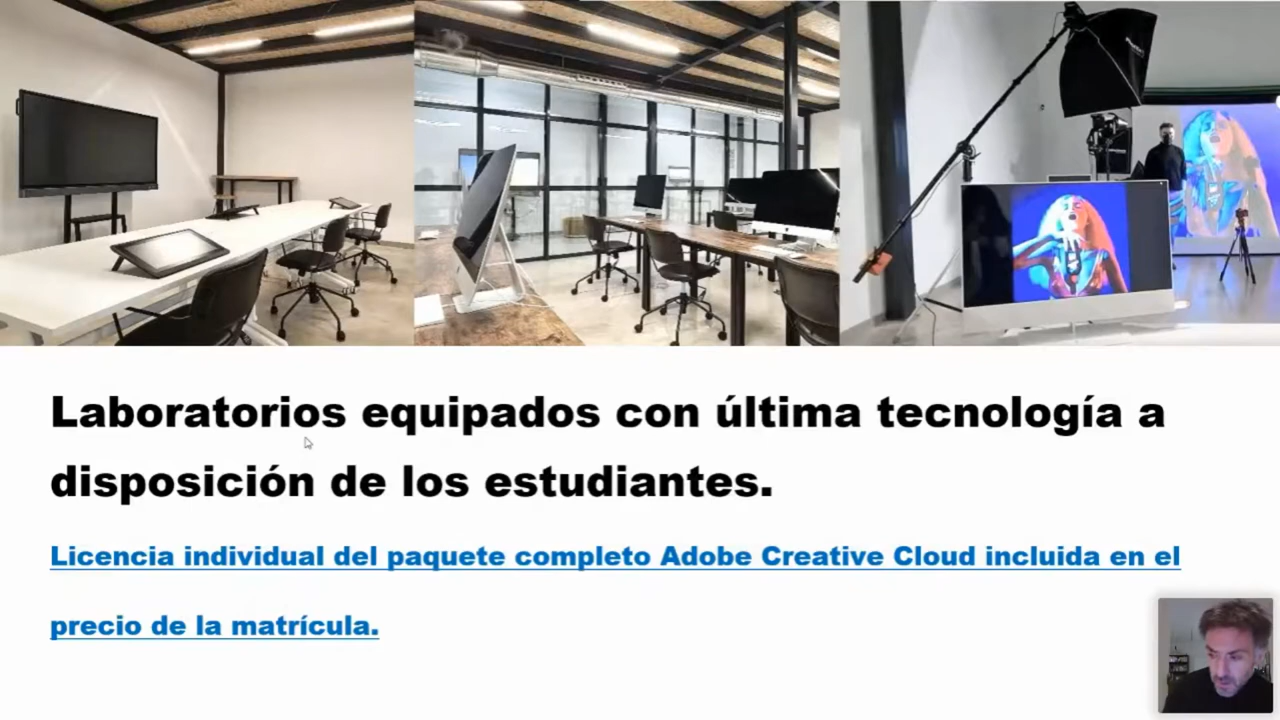 Laboratorios equipados con última tecnología a
disposición de los estudiantes.
Licencia individual del paquete completo Adobe Creative Cloud incluida en el
precio de la matrícula.